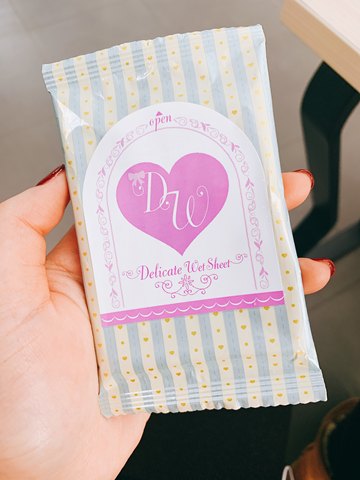 open
DW
Delicate Wet Sheet